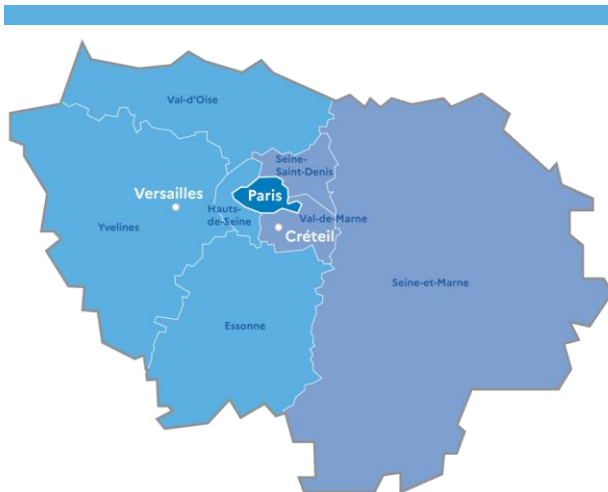 Val-d'Oise
Seine-
Saint-Denis
Versailles
Paris
Hauts-
de-Seine
Val-de-Marne
Yvelines
Créteil
Seine-et-Marne
Essonne